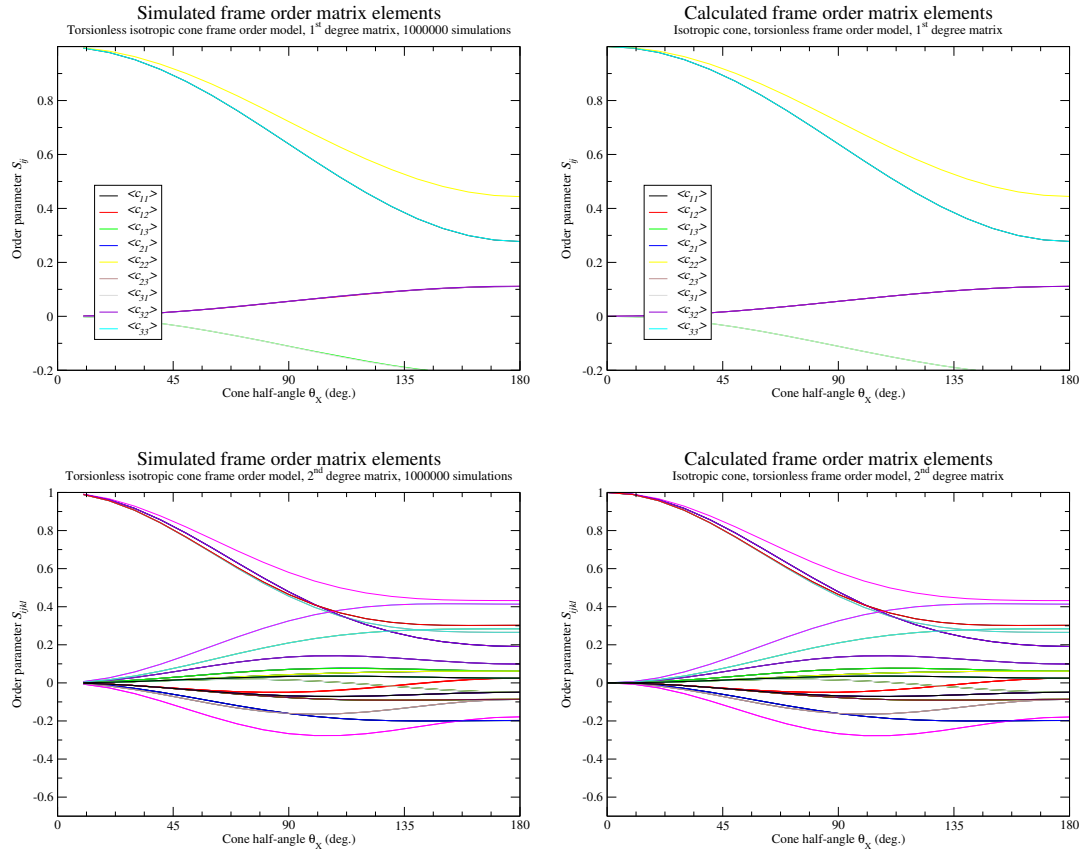 Simulated frame order matrix elements
Torsionless isotropic cone frame order model, 1st degree matrix, 1000000 simulations
Order parameter Sij
0.8
0.6
0.4
0.2
0
-0.2
<c11>
<c12>
<c13>
<c21>
<c22>
<c23>
<c31>
<c32>
<c33>
0 45 90 135 180
Cone half-angle θX (deg.)
Calculated frame order matrix elements
Isotropic cone, torsionless frame order model, 1st degree matrix
Order parameter Sij
0.8
0.6
0.4
0.2
0
-0.2
<c11>
<c12>
<c13>
<c21>
<c22>
<c23>
<c31>
<c32>
<c33>
0 45 90 135 180
Cone half-angle θX (deg.)
Simulated frame order matrix elements
Torsionless isotropic cone frame order model, 2nd degree matrix, 1000000 simulations
Order parameter Sijkl
1
0.8
0.6
0.4
0.2
0
-0.2
-0.4
-0.6
0 45 90 135 180
Cone half-angle θX (deg.)
Calculated frame order matrix elements
Isotropic cone, torsionless frame order model, 2nd degree matrix
Order parameter Sijkl
1
0.8
0.6
0.4
0.2
0
-0.2
-0.4
-0.6
0 45 90 135 180
Cone half-angle θX (deg.)